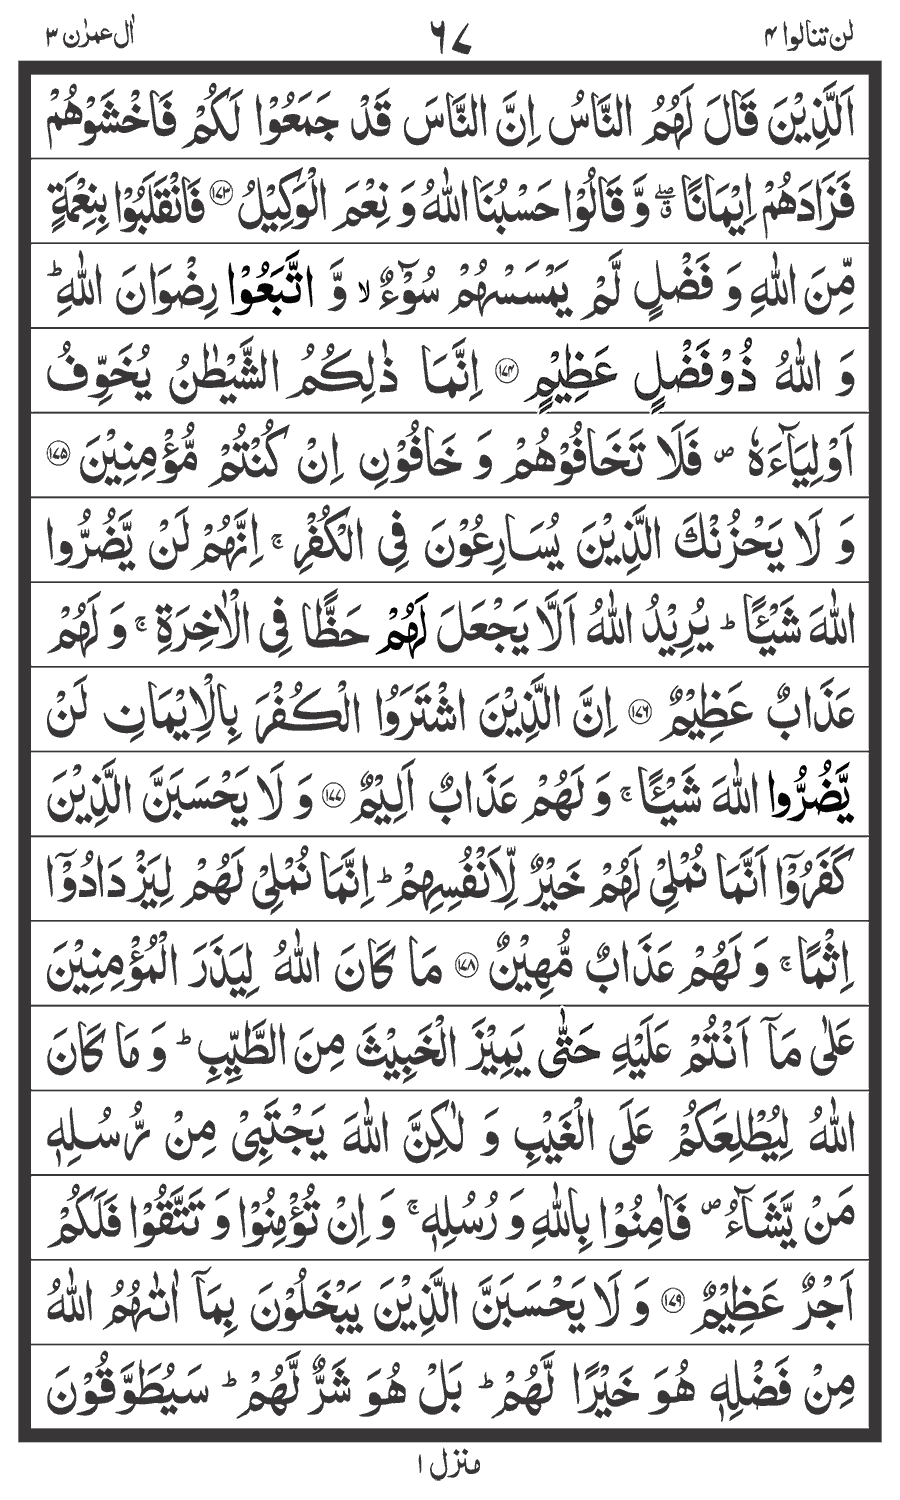 لن تنالوا ۴ ۶۷ اٰل عمرٰن ۳
اَلَّذِیْنَ قَالَ لَهُمُ النَّاسُ اِنَّ النَّاسَ قَدْ جَمَعُوْا لَكُمْ فَاخْشَوْهُمْ
فَزَادَهُمْ اِیْمَانًا ۖۗ وَّ قَالُوْا حَسْبُنَا اللّٰهُ وَ نِعْمَ الْوَكِیْلُ ﴿۱۷۳﴾ فَانْقَلَبُوْا بِنِعْمَةٍ
مِّنَ اللّٰهِ وَ فَضْلٍ لَّمْ یَمْسَسْهُمْ سُوْٓءٌ ۙ وَّ اتَّبَعُوْا رِضْوَانَ اللّٰهِ ؕ
وَ اللّٰهُ ذُوْ فَضْلٍ عَظِیْمٍ ﴿۱۷۴﴾ اِنَّمَا ذٰلِكُمُ الشَّیْطٰنُ یُخَوِّفُ
اَوْلِیَآءَهٗ ۪ فَلَا تَخَافُوْهُمْ وَ خَافُوْنِ اِنْ كُنْتُمْ مُّؤْمِنِیْنَ ﴿۱۷۵﴾
وَ لَا یَحْزُنْكَ الَّذِیْنَ یُسَارِعُوْنَ فِی الْكُفْرِ ۚ اِنَّهُمْ لَنْ یَّضُرُّوا
اللّٰهَ شَیْـًٔا ؕ یُرِیْدُ اللّٰهُ اَلَّا یَجْعَلَ لَهُمْ حَظًّا فِی الْاٰخِرَةِ ۚ وَ لَهُمْ
عَذَابٌ عَظِیْمٌ ﴿۱۷۶﴾ اِنَّ الَّذِیْنَ اشْتَرَوُا الْكُفْرَ بِالْاِیْمَانِ لَنْ
یَّضُرُّوا اللّٰهَ شَیْـًٔا ۚ وَ لَهُمْ عَذَابٌ اَلِیْمٌ ﴿۱۷۷﴾ وَ لَا یَحْسَبَنَّ الَّذِیْنَ
كَفَرُوْۤا اَنَّمَا نُمْلِیْ لَهُمْ خَیْرٌ لِّاَنْفُسِهِمْ ؕ اِنَّمَا نُمْلِیْ لَهُمْ لِیَزْدَادُوْۤا
اِثْمًا ۚ وَ لَهُمْ عَذَابٌ مُّهِیْنٌ ﴿۱۷۸﴾ مَا كَانَ اللّٰهُ لِیَذَرَ الْمُؤْمِنِیْنَ
عَلٰی مَاۤ اَنْتُمْ عَلَیْهِ حَتّٰی یَمِیْزَ الْخَبِیْثَ مِنَ الطَّیِّبِ ؕ وَ مَا كَانَ
اللّٰهُ لِیُطْلِعَكُمْ عَلَی الْغَیْبِ وَ لٰكِنَّ اللّٰهَ یَجْتَبِیْ مِنْ رُّسُلِهٖ
مَنْ یَّشَآءُ ۪ فَاٰمِنُوْا بِاللّٰهِ وَ رُسُلِهٖ ۚ وَ اِنْ تُؤْمِنُوْا وَ تَتَّقُوْا فَلَكُمْ
اَجْرٌ عَظِیْمٌ ﴿۱۷۹﴾ وَ لَا یَحْسَبَنَّ الَّذِیْنَ یَبْخَلُوْنَ بِمَاۤ اٰتٰىهُمُ اللّٰهُ
مِنْ فَضْلِهٖ هُوَ خَیْرًا لَّهُمْ ؕ بَلْ هُوَ شَرٌّ لَّهُمْ ؕ سَیُطَوَّقُوْنَ
منزل ۱